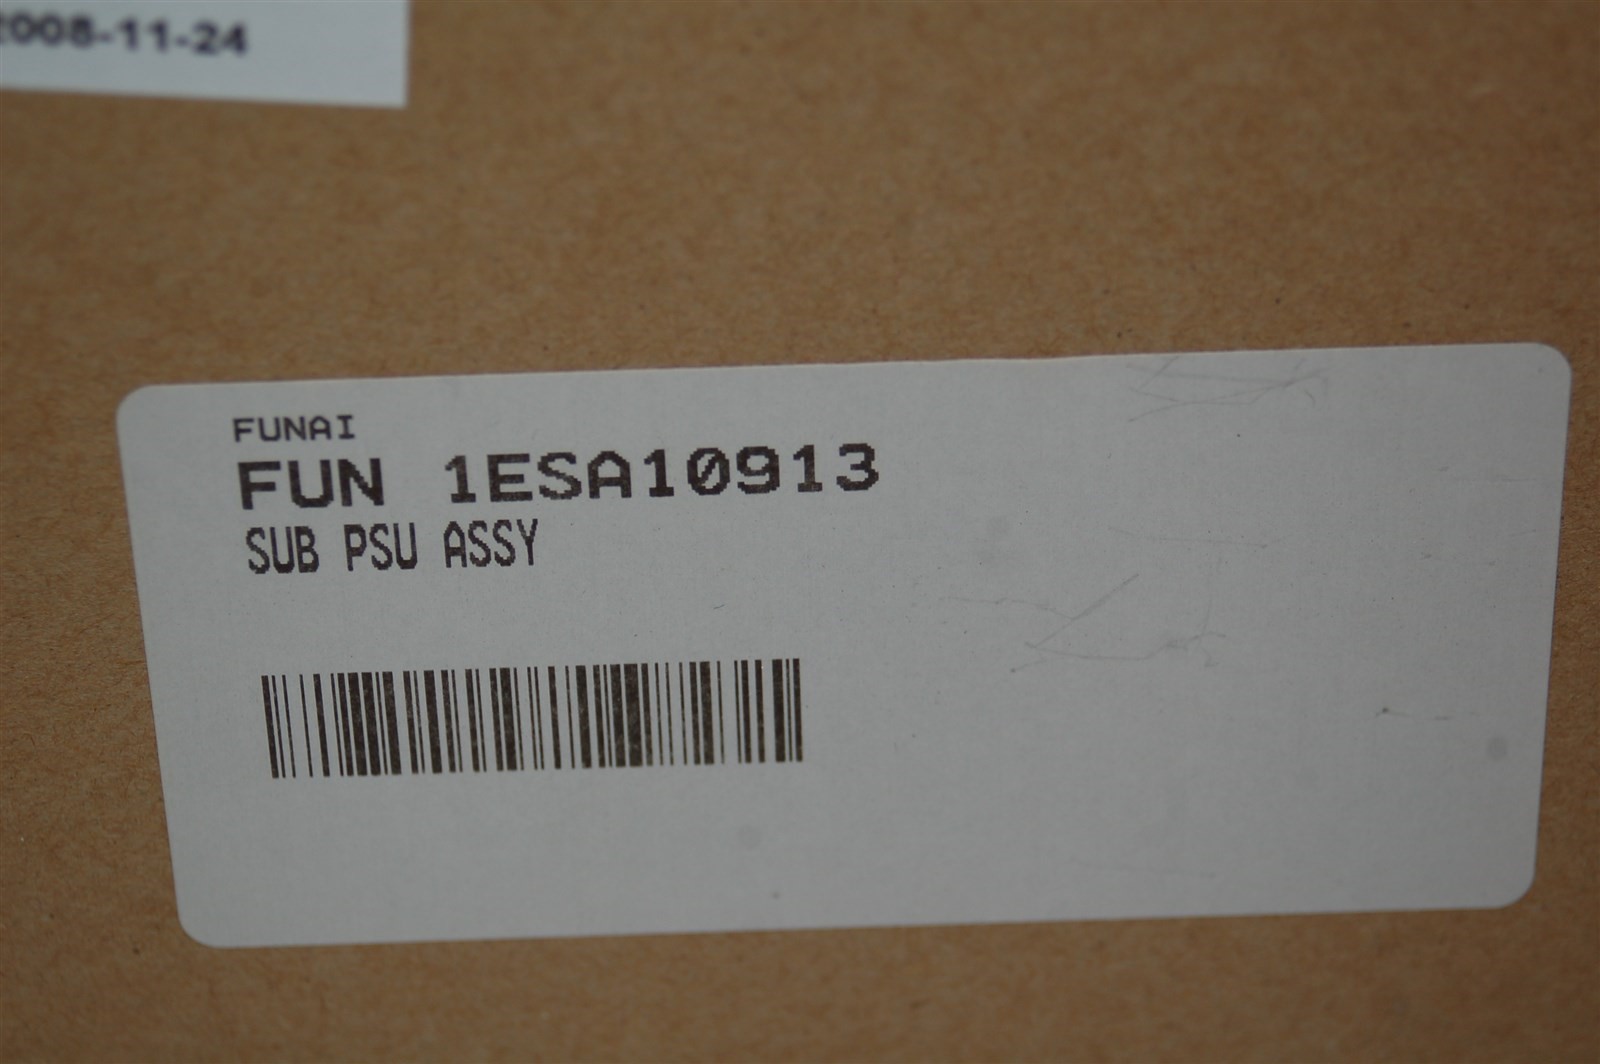 2008-11-24
FUNAI
FUN 1ESA10913
SUB PSU ASSY